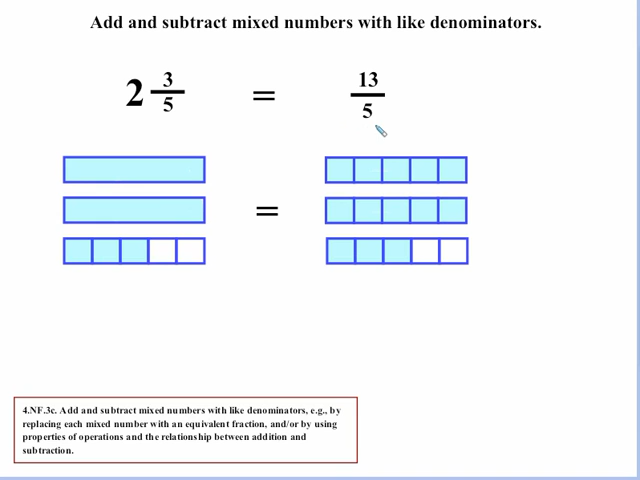 Add and subtract mixed numbers with like denominators.
2 3/5 = 13/5
=
4.NF.3c. Add and subtract mixed numbers with like denominators, e.g., by
replacing each mixed number with an equivalent fraction, and/or by using
properties of operations and the relationship between addition and
subtraction.